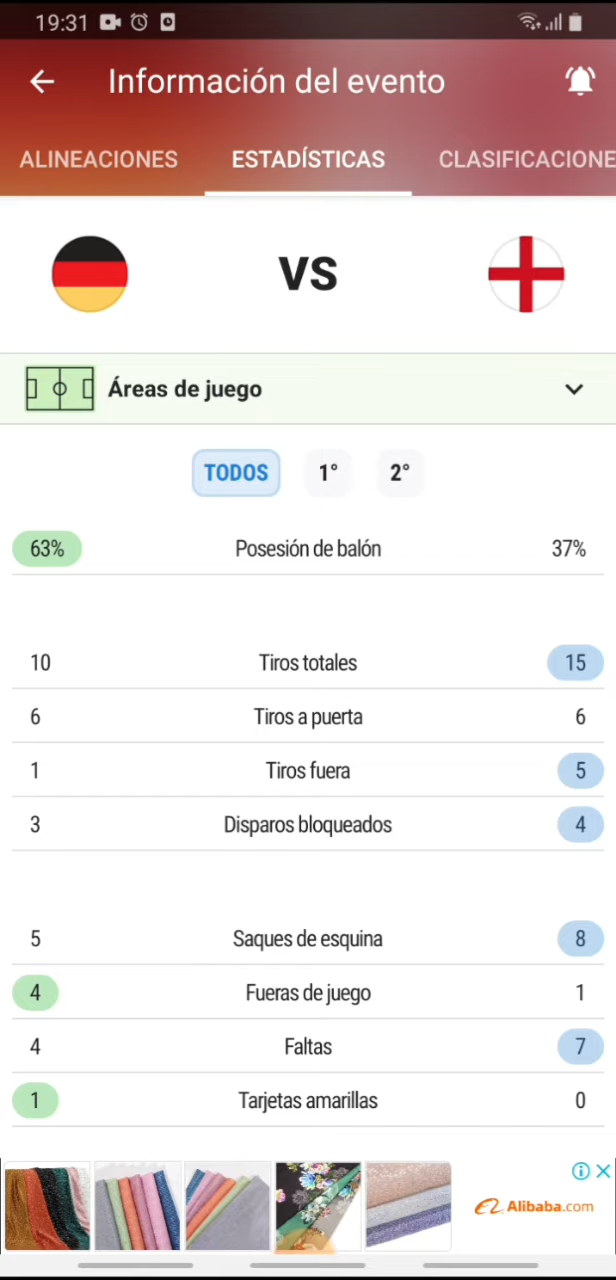 19:31
Información del evento
ALINEACIONES ESTADÍSTICAS CLASIFICACIONE
VS
Áreas de juego
TODOS 1° 2°
63% Posesión de balón 37%
10 Tiros totales 15
6 Tiros a puerta 6
1 Tiros fuera 5
3 Disparos bloqueados 4
5 Saques de esquina 8
4 Fueras de juego 1
4 Faltas 7
1 Tarjetas amarillas 0
Alibaba.com